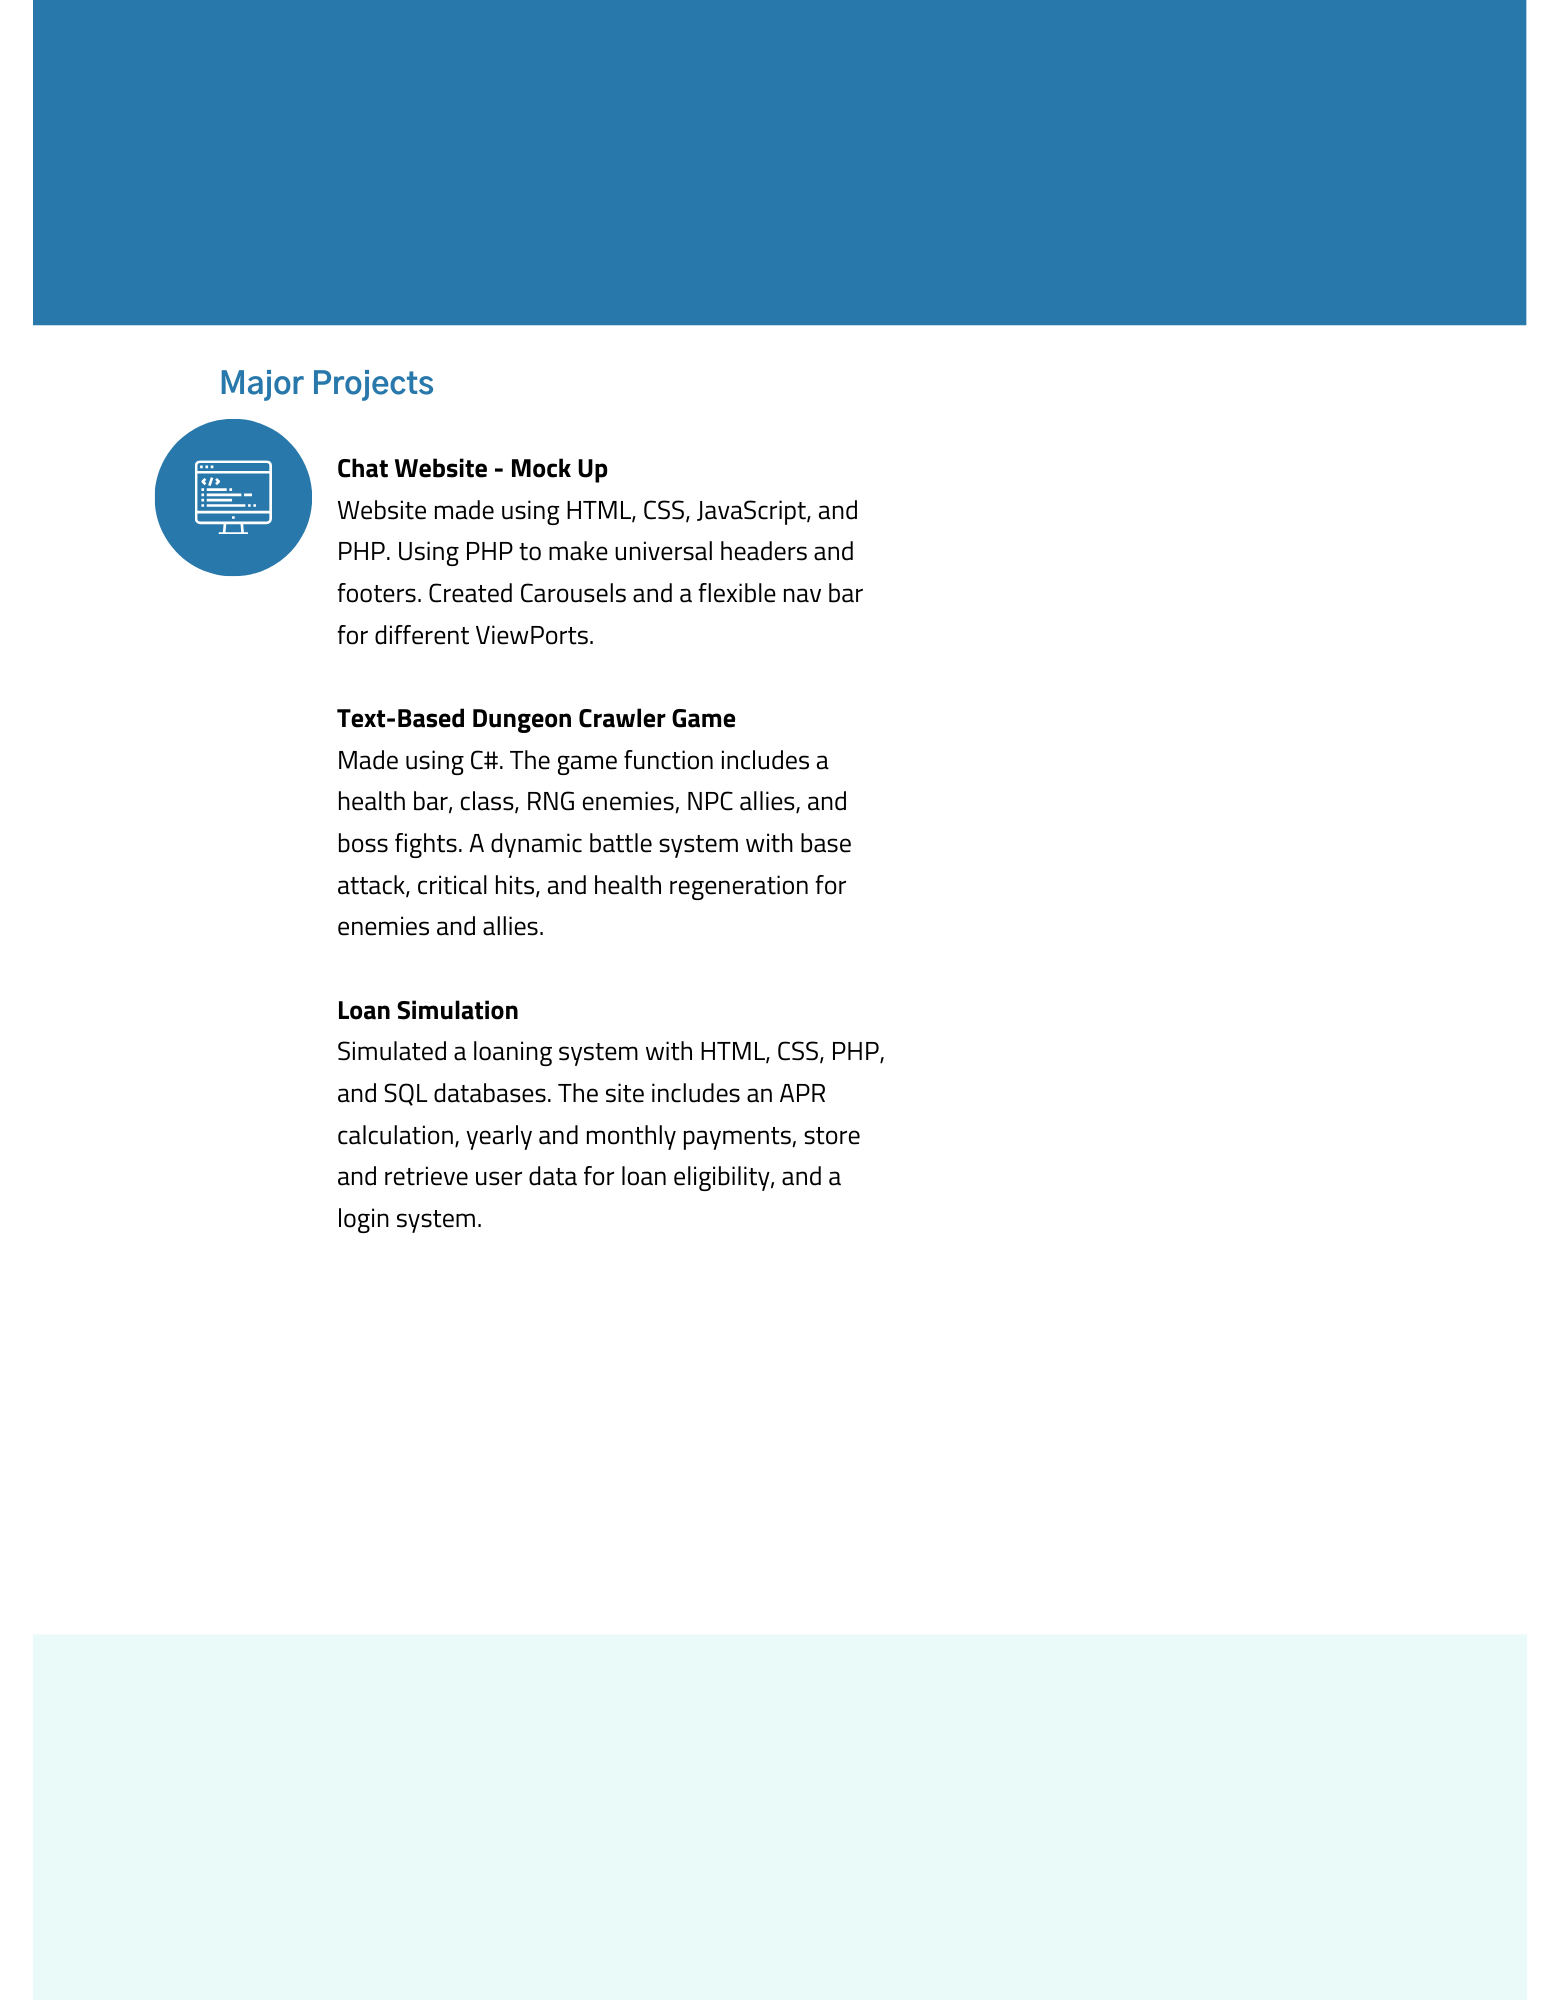 Major Projects
Chat Website - Mock Up
Website made using HTML, CSS, JavaScript, and
PHP. Using PHP to make universal headers and
footers. Created Carousels and a flexible nav bar
for different ViewPorts.
Text-Based Dungeon Crawler Game
Made using C#. The game function includes a
health bar, class, RNG enemies, NPC allies, and
boss fights. A dynamic battle system with base
attack, critical hits, and health regeneration for
enemies and allies.
Loan Simulation
Simulated a loaning system with HTML, CSS, PHP,
and SQL databases. The site includes an APR
calculation, yearly and monthly payments, store
and retrieve user data for loan eligibility, and a
login system.